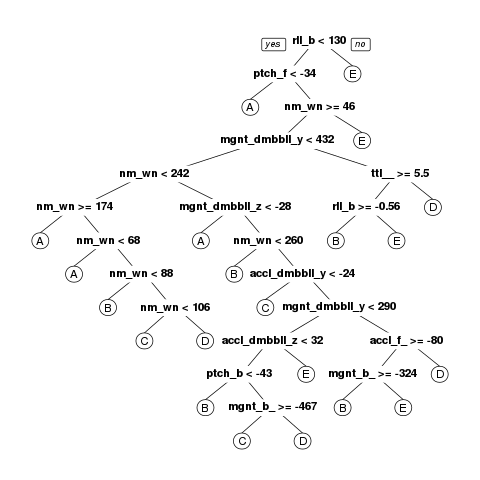 yes rll_b < 130 no
ptch_f < -34 E
A nm_wn >= 46
mgnt_dmbbll_y < 432 E
nm_wn < 242 ttl__ >= 5.5
nm_wn >= 174 mgnt_dmbbll_z < -28 rll_b >= -0.56 D
A nm_wn < 68 A nm_wn < 260 B E
A nm_wn < 88 B accl_dmbbll_y < -24
B nm_wn < 106 C mgnt_dmbbll_y < 290
C D accl_dmbbll_z < 32 accl_f_ >= -80
ptch_b < -43 E mgnt_b_ >= -324 D
B mgnt_b_ >= -467 B E
C D